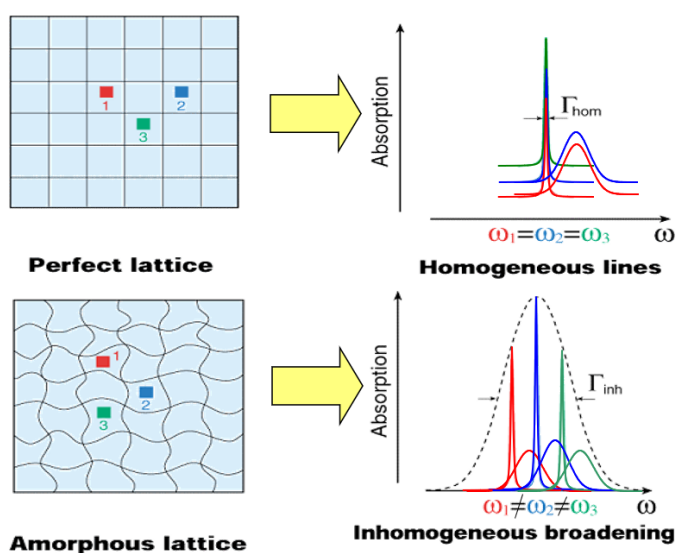 1
2
3
Absorption
Γhom
ω1=ω2=ω3
ω
Perfect lattice
Homogeneous lines
1
2
3
Absorption
Γinh
ω1≠ω2≠ω3
ω
Amorphous lattice
Inhomogeneous broadening